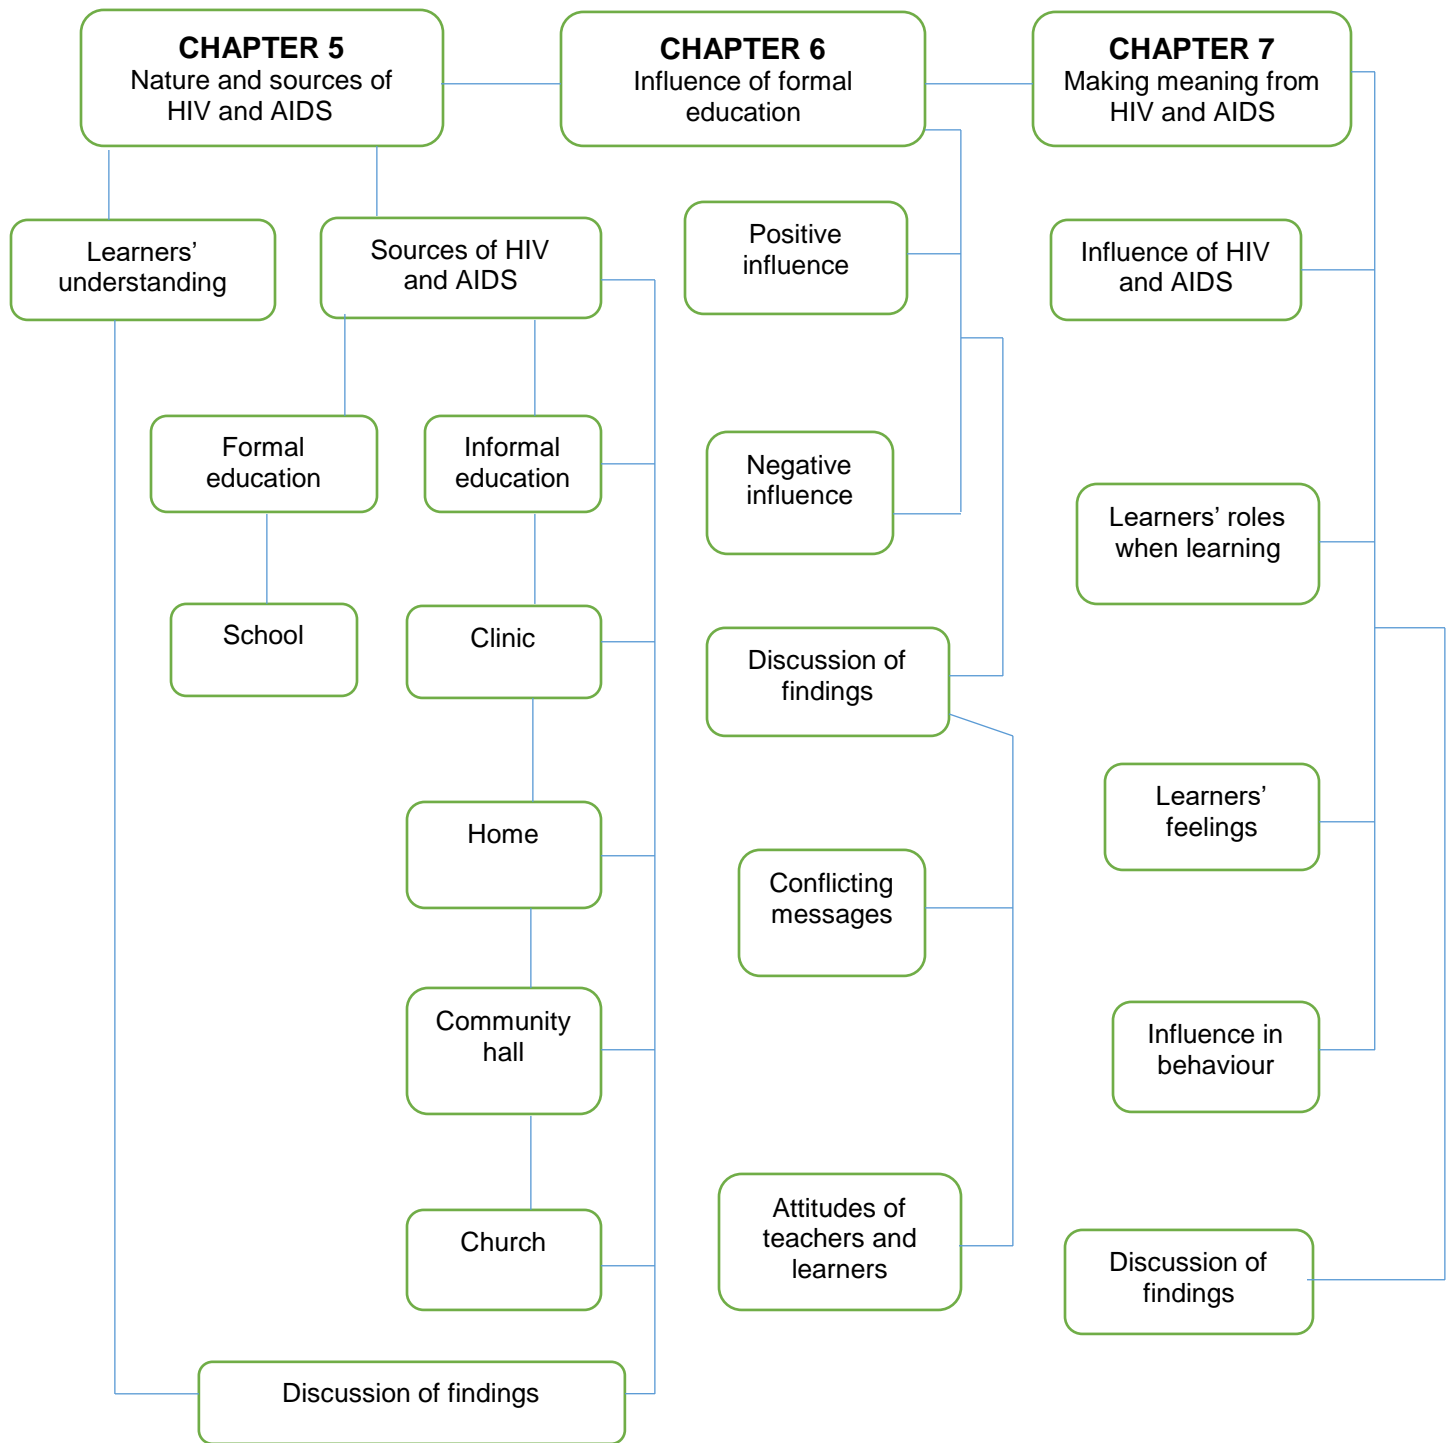 CHAPTER 5
Nature and sources of
HIV and AIDS
CHAPTER 6
Influence of formal
education
CHAPTER 7
Making meaning from
HIV and AIDS
Learners’
understanding
Sources of HIV
and AIDS
Positive
influence
Influence of HIV
and AIDS
Formal
education
Informal
education
Negative
influence
Learners’ roles
when learning
School
Clinic
Discussion of
findings
Learners’
feelings
Home
Conflicting
messages
Community
hall
Influence in
behaviour
Church
Attitudes of
teachers and
learners
Discussion of
findings
Discussion of findings